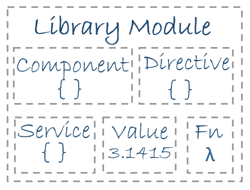 Library Module
Component Directive
{ } { }
Service Value Fn
{ } 3.1415 λ